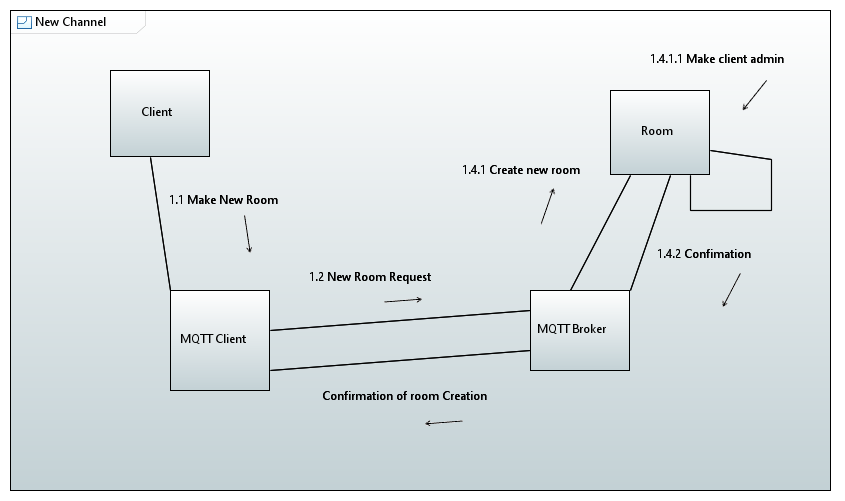 New Channel
1.4.1.1 Make client admin
Client
Room
1.4.1 Create new room
1.1 Make New Room
1.4.2 Confimation
1.2 New Room Request
MQTT Client
MQTT Broker
Confirmation of room Creation